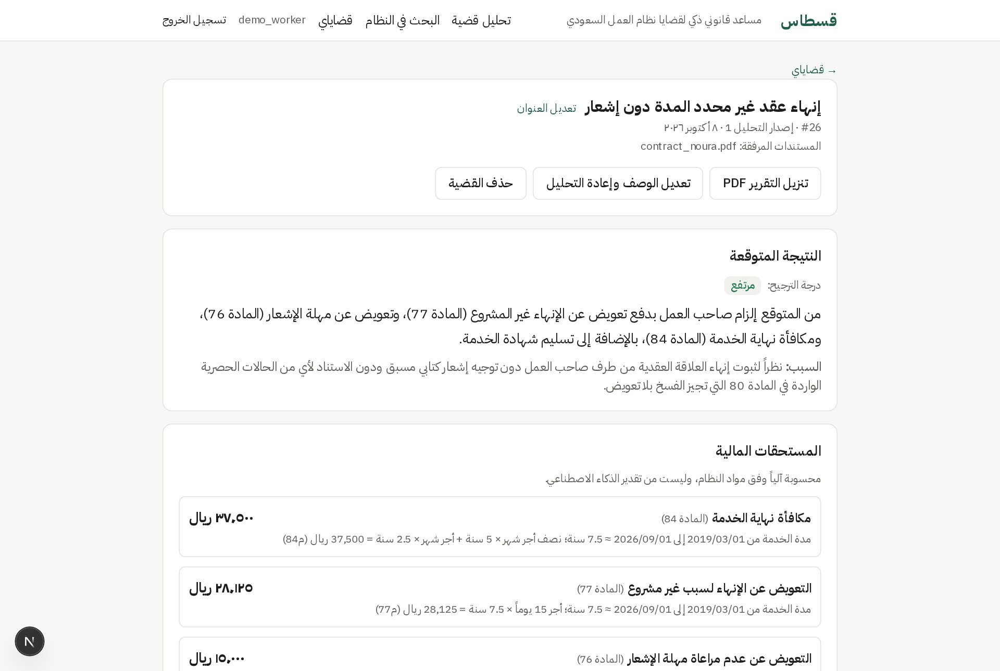 قسطاس
مساعد قانوني ذكي لقضايا نظام العمل السعودي
تحليل قضية
البحث في النظام
قضاياي
demo_worker
تسجيل الخروج
→ قضاياي
إنهاء عقد غير محدد المدة دون إشعار تعديل العنوان
#26 · إصدار التحليل 1 · ٨ أكتوبر ٢٠٢٦
المستندات المرفقة: contract_noura.pdf
تنزيل التقرير PDF
تعديل الوصف وإعادة التحليل
حذف القضية
النتيجة المتوقعة
درجة الترجيح: مرتفع
من المتوقع إلزام صاحب العمل بدفع تعويض عن الإنهاء غير المشروع (المادة 77)، وتعويض عن مهلة الإشعار (المادة 76)،
ومكافأة نهاية الخدمة (المادة 84)، بالإضافة إلى تسليم شهادة الخدمة.
السبب: نظراً لثبوت إنهاء العلاقة العقدية من طرف صاحب العمل دون توجيه إشعار كتابي مسبق ودون الاستناد لأي من الحالات الحصرية
الواردة في المادة 80 التي تجيز الفسخ بلا تعويض.
المستحقات المالية
محسوبة آلياً وفق مواد النظام، وليست من تقدير الذكاء الاصطناعي.
مكافأة نهاية الخدمة (المادة 84)
٣٧٬٥٠٠ ريال
مدة الخدمة من 2019/03/01 إلى 2026/09/01 ≈ 7.5 سنة؛ نصف أجر شهر × 5 سنة + أجر شهر × 2.5 سنة = 37,500 ريال (م84)
التعويض عن الإنهاء لسبب غير مشروع (المادة 77)
٢٨٬١٢٥ ريال
مدة الخدمة من 2019/03/01 إلى 2026/09/01 ≈ 7.5 سنة؛ أجر 15 يوماً × 7.5 سنة = 28,125 ريال (م77)
التعويض عن عدم مراعاة مهلة الإشعار (المادة 76)
١٥٬٠٠٠ ريال